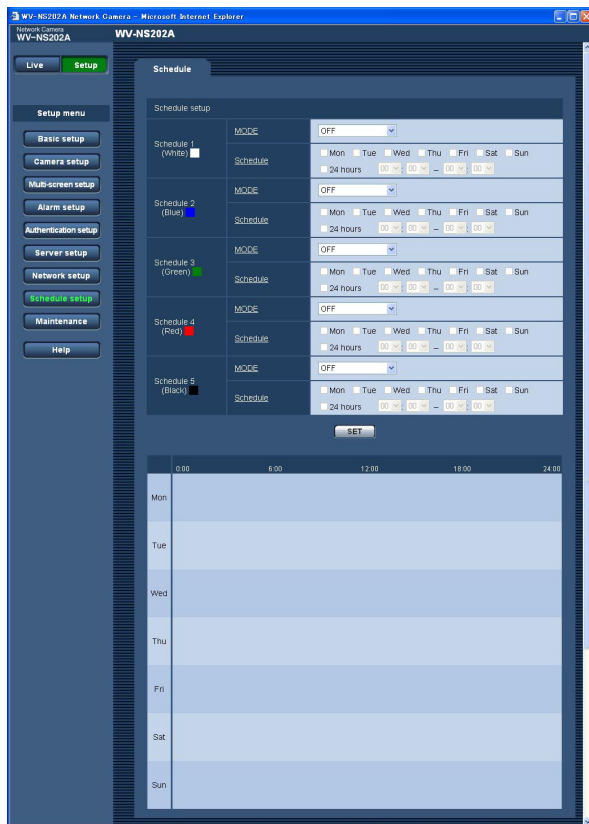 WV-NS202A Network Camera - Microsoft Internet Explorer
Network Camera
WV-NS202A
WV-NS202A
Live Setup
Schedule
Setup menu
Basic setup
Camera setup
Multi-screen setup
Alarm setup
Authentication setup
Server setup
Network setup
Schedule setup
Maintenance
Help
Schedule setup
Schedule 1
(White)
MODE OFF
Schedule Mon Tue Wed Thu Fri Sat Sun
24 hours 00 : 00 – 00 : 00
Schedule 2
(Blue)
MODE OFF
Schedule Mon Tue Wed Thu Fri Sat Sun
24 hours 00 : 00 – 00 : 00
Schedule 3
(Green)
MODE OFF
Schedule Mon Tue Wed Thu Fri Sat Sun
24 hours 00 : 00 – 00 : 00
Schedule 4
(Red)
MODE OFF
Schedule Mon Tue Wed Thu Fri Sat Sun
24 hours 00 : 00 – 00 : 00
Schedule 5
(Black)
MODE OFF
Schedule Mon Tue Wed Thu Fri Sat Sun
24 hours 00 : 00 – 00 : 00
SET
0:00 6:00 12:00 18:00 24:00
Mon
Tue
Wed
Thu
Fri
Sat
Sun